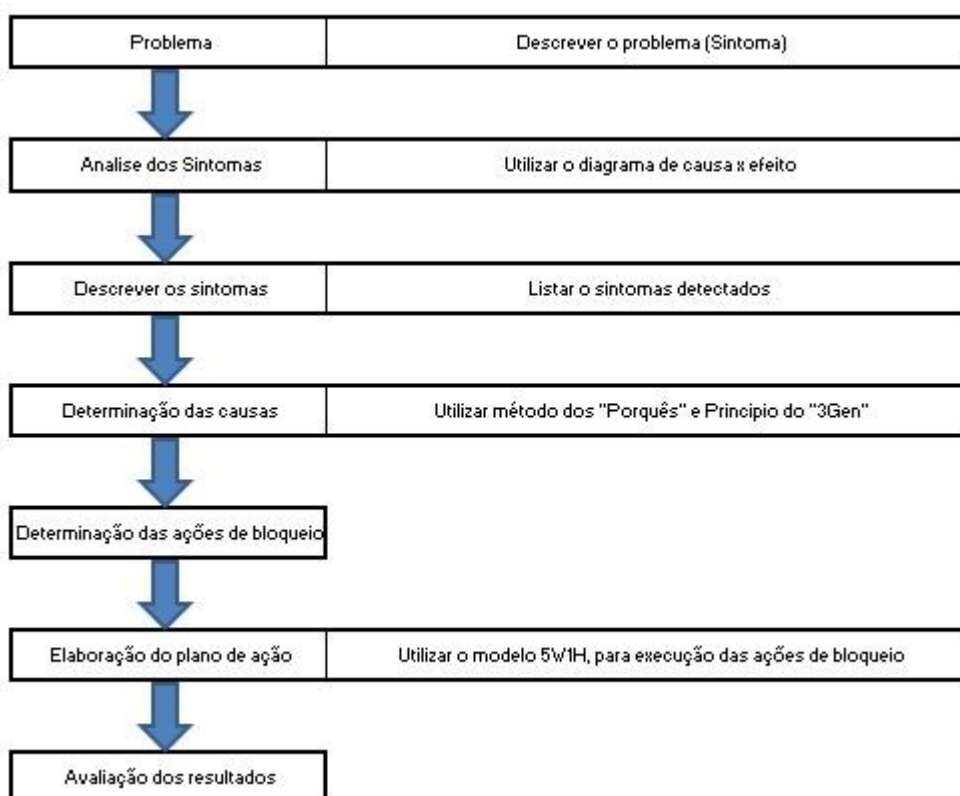 Problema
Descrever o problema (Sintoma)
Analise dos Sintomas
Utilizar o diagrama de causa x efeito
Descrever os sintomas
Listar o sintomas detectados
Determinação das causas
Utilizar método dos "Porquês" e Principio do "3Gen"
Determinação das ações de bloqueio
Elaboração do plano de ação
Utilizar o modelo 5W1H, para execução das ações de bloqueio
Avaliação dos resultados